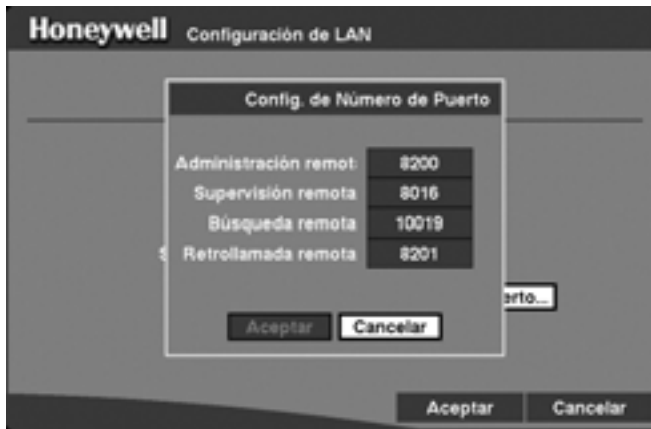 Honeywell Configuración de LAN
Config. de Número de Puerto
Administración remot
8200
Supervisión remota
8016
Búsqueda remota
10019
S
Retrollamada remota
8201
erto...
Aceptar
Cancelar
Aceptar
Cancelar